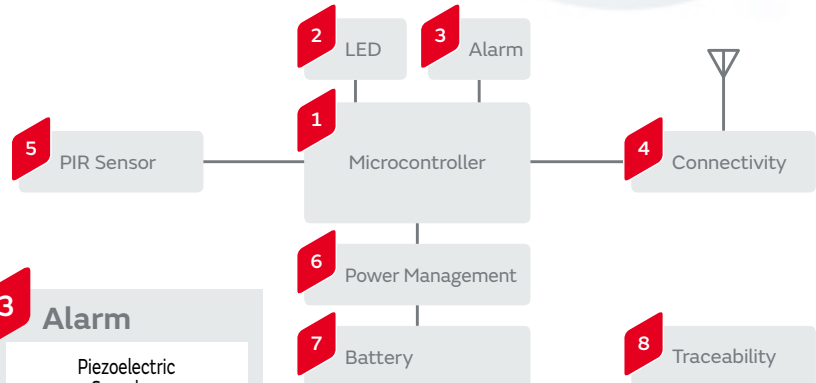 2
LED
3
Alarm
1
Microcontroller
5
PIR Sensor
4
Connectivity
6
Power Management
7
Battery
8
Traceability
3
Alarm
Piezoelectric